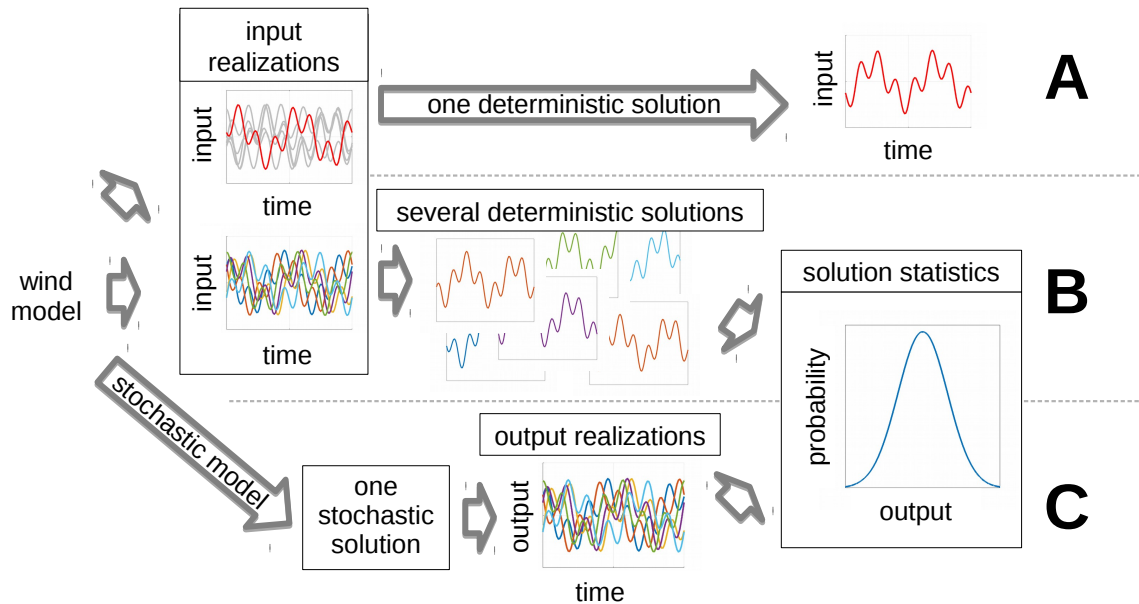 input
realizations
input
time
input
time
one deterministic solution
input
time
A
several deterministic solutions
wind
model
solution statistics
probability
output
B
stochastic model
one
stochastic
solution
output realizations
output
time
C